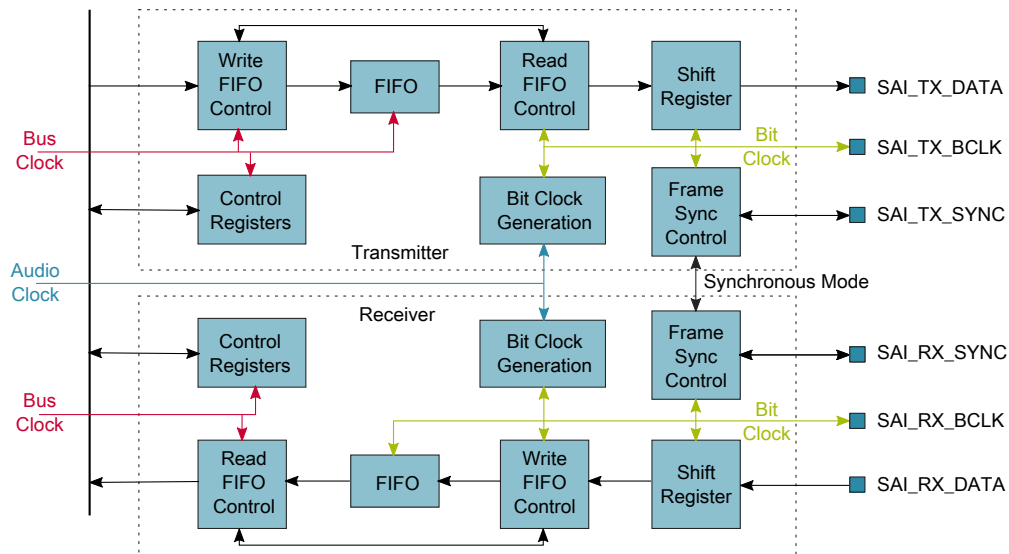 Write
FIFO
Control
FIFO
Read
FIFO
Control
Shift
Register
SAI_TX_DATA
Bus
Clock
Bit
Clock
SAI_TX_BCLK
Control
Registers
Bit Clock
Generation
Frame
Sync
Control
SAI_TX_SYNC
Transmitter
Audio
Clock
Synchronous Mode
Receiver
Control
Registers
Bit Clock
Generation
Frame
Sync
Control
SAI_RX_SYNC
Bus
Clock
Bit
Clock
SAI_RX_BCLK
Read
FIFO
Control
FIFO
Write
FIFO
Control
Shift
Register
SAI_RX_DATA